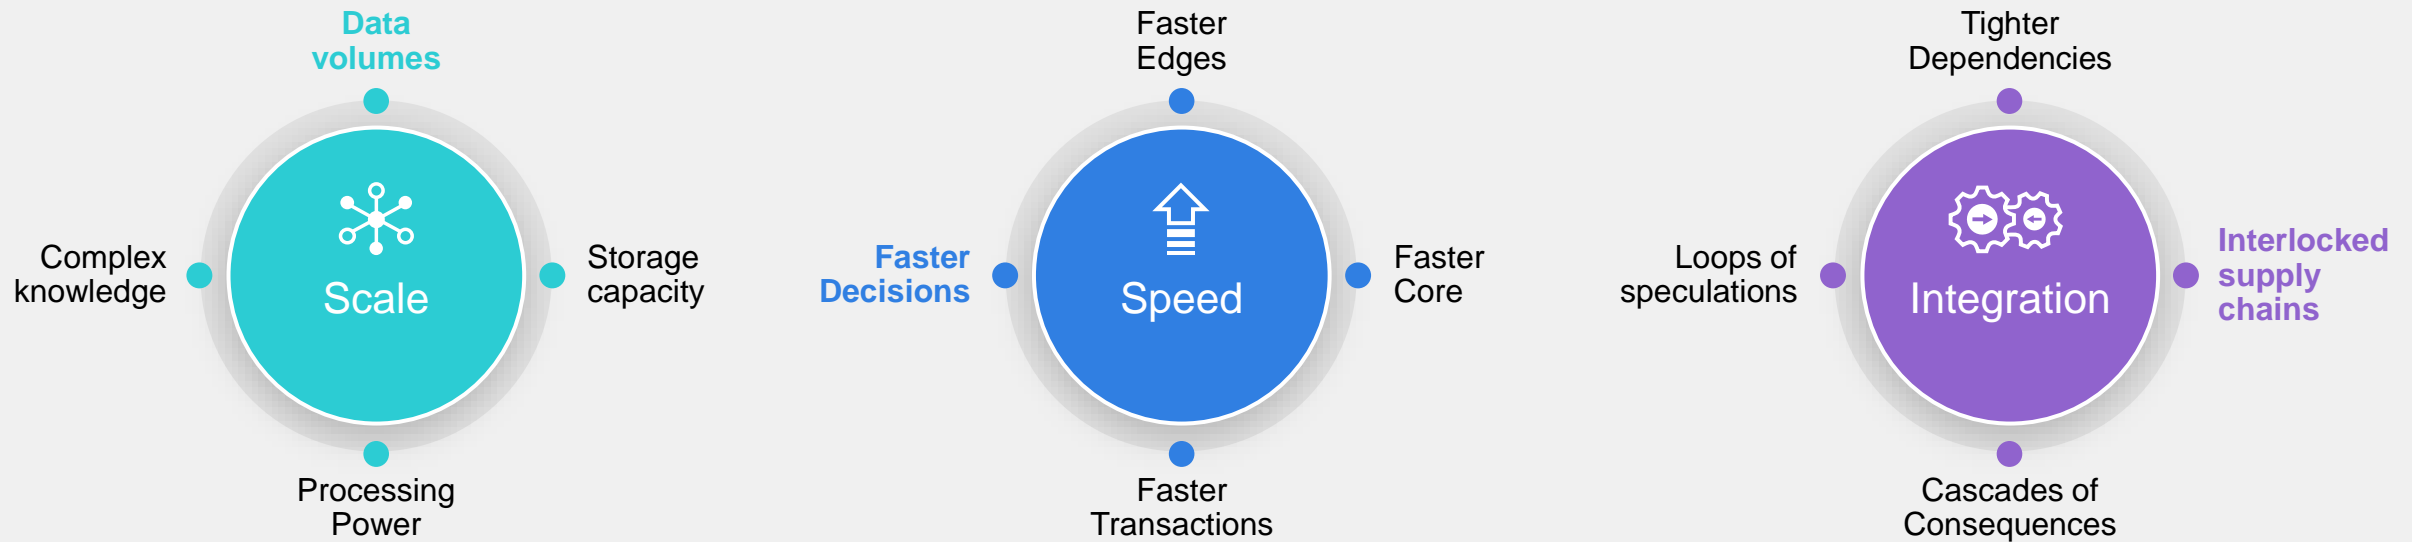 Data
volumes
Complex
knowledge
Scale
Storage
capacity
Processing
Power
Faster
Edges
Faster
Decisions
Speed
Faster
Core
Faster
Transactions
Tighter
Dependencies
Loops of
speculations
Integration
Interlocked
supply
chains
Cascades of
Consequences